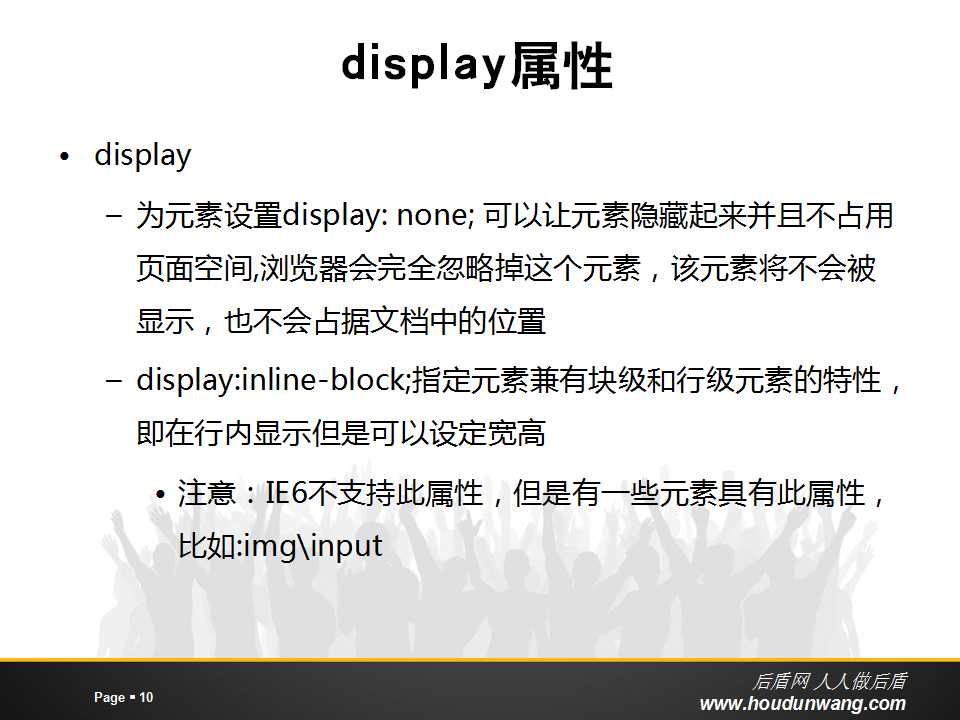 display属性
• display
– 为元素设置display: none; 可以让元素隐藏起来并且不占用
页面空间,浏览器会完全忽略掉这个元素，该元素将不会被
显示，也不会占据文档中的位置
– display:inline-block;指定元素兼有块级和行级元素的特性，
即在行内显示但是可以设定宽高
• 注意：IE6不支持此属性，但是有一些元素具有此属性，
比如:img\input
Page ▪ 10
后盾网 人人做后盾
www.houdunwang.com